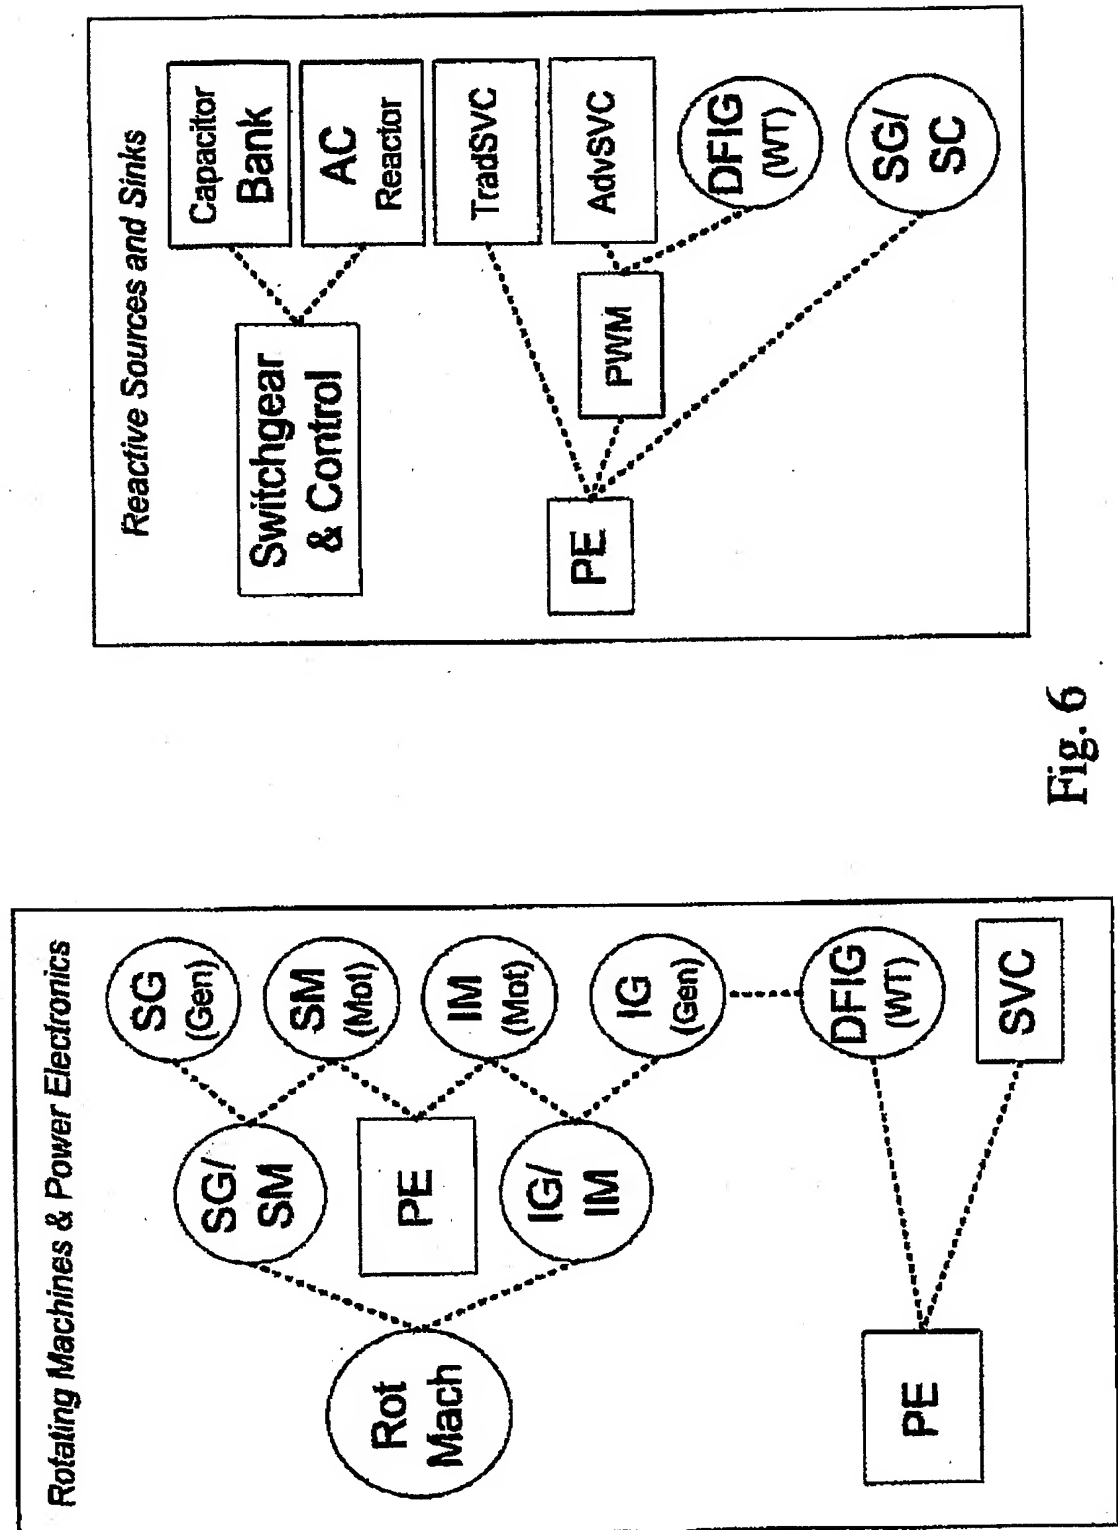 Rotating Machines & Power Electronics
Rot
Mach
SG/
SM
PE
IG/
IM
SG
(Gen)
SM
(Mot)
IM
(Mot)
IG
(Gen)
PE
DFIG
(WT)
SVC
Reactive Sources and Sinks
Switchgear
& Control
Capacitor
Bank
AC
Reactor
PE
PWM
TradSVC
AdvSVC
DFIG
(WT)
SG/
SC
Fig. 6